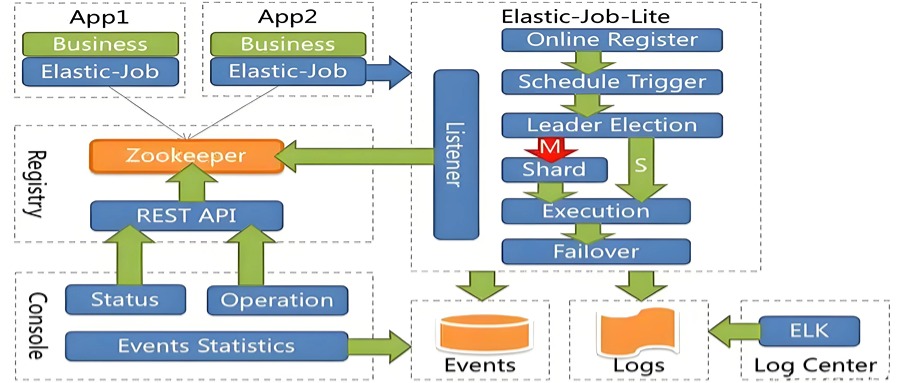 App1
Business
Elastic-Job
App2
Business
Elastic-Job
Elastic-Job-Lite
Online Register
Schedule Trigger
Leader Election
M
S
Shard
Execution
Failover
Listener
Registry
Zookeeper
REST API
Console
Status
Operation
Events Statistics
Events
Logs
ELK
Log Center